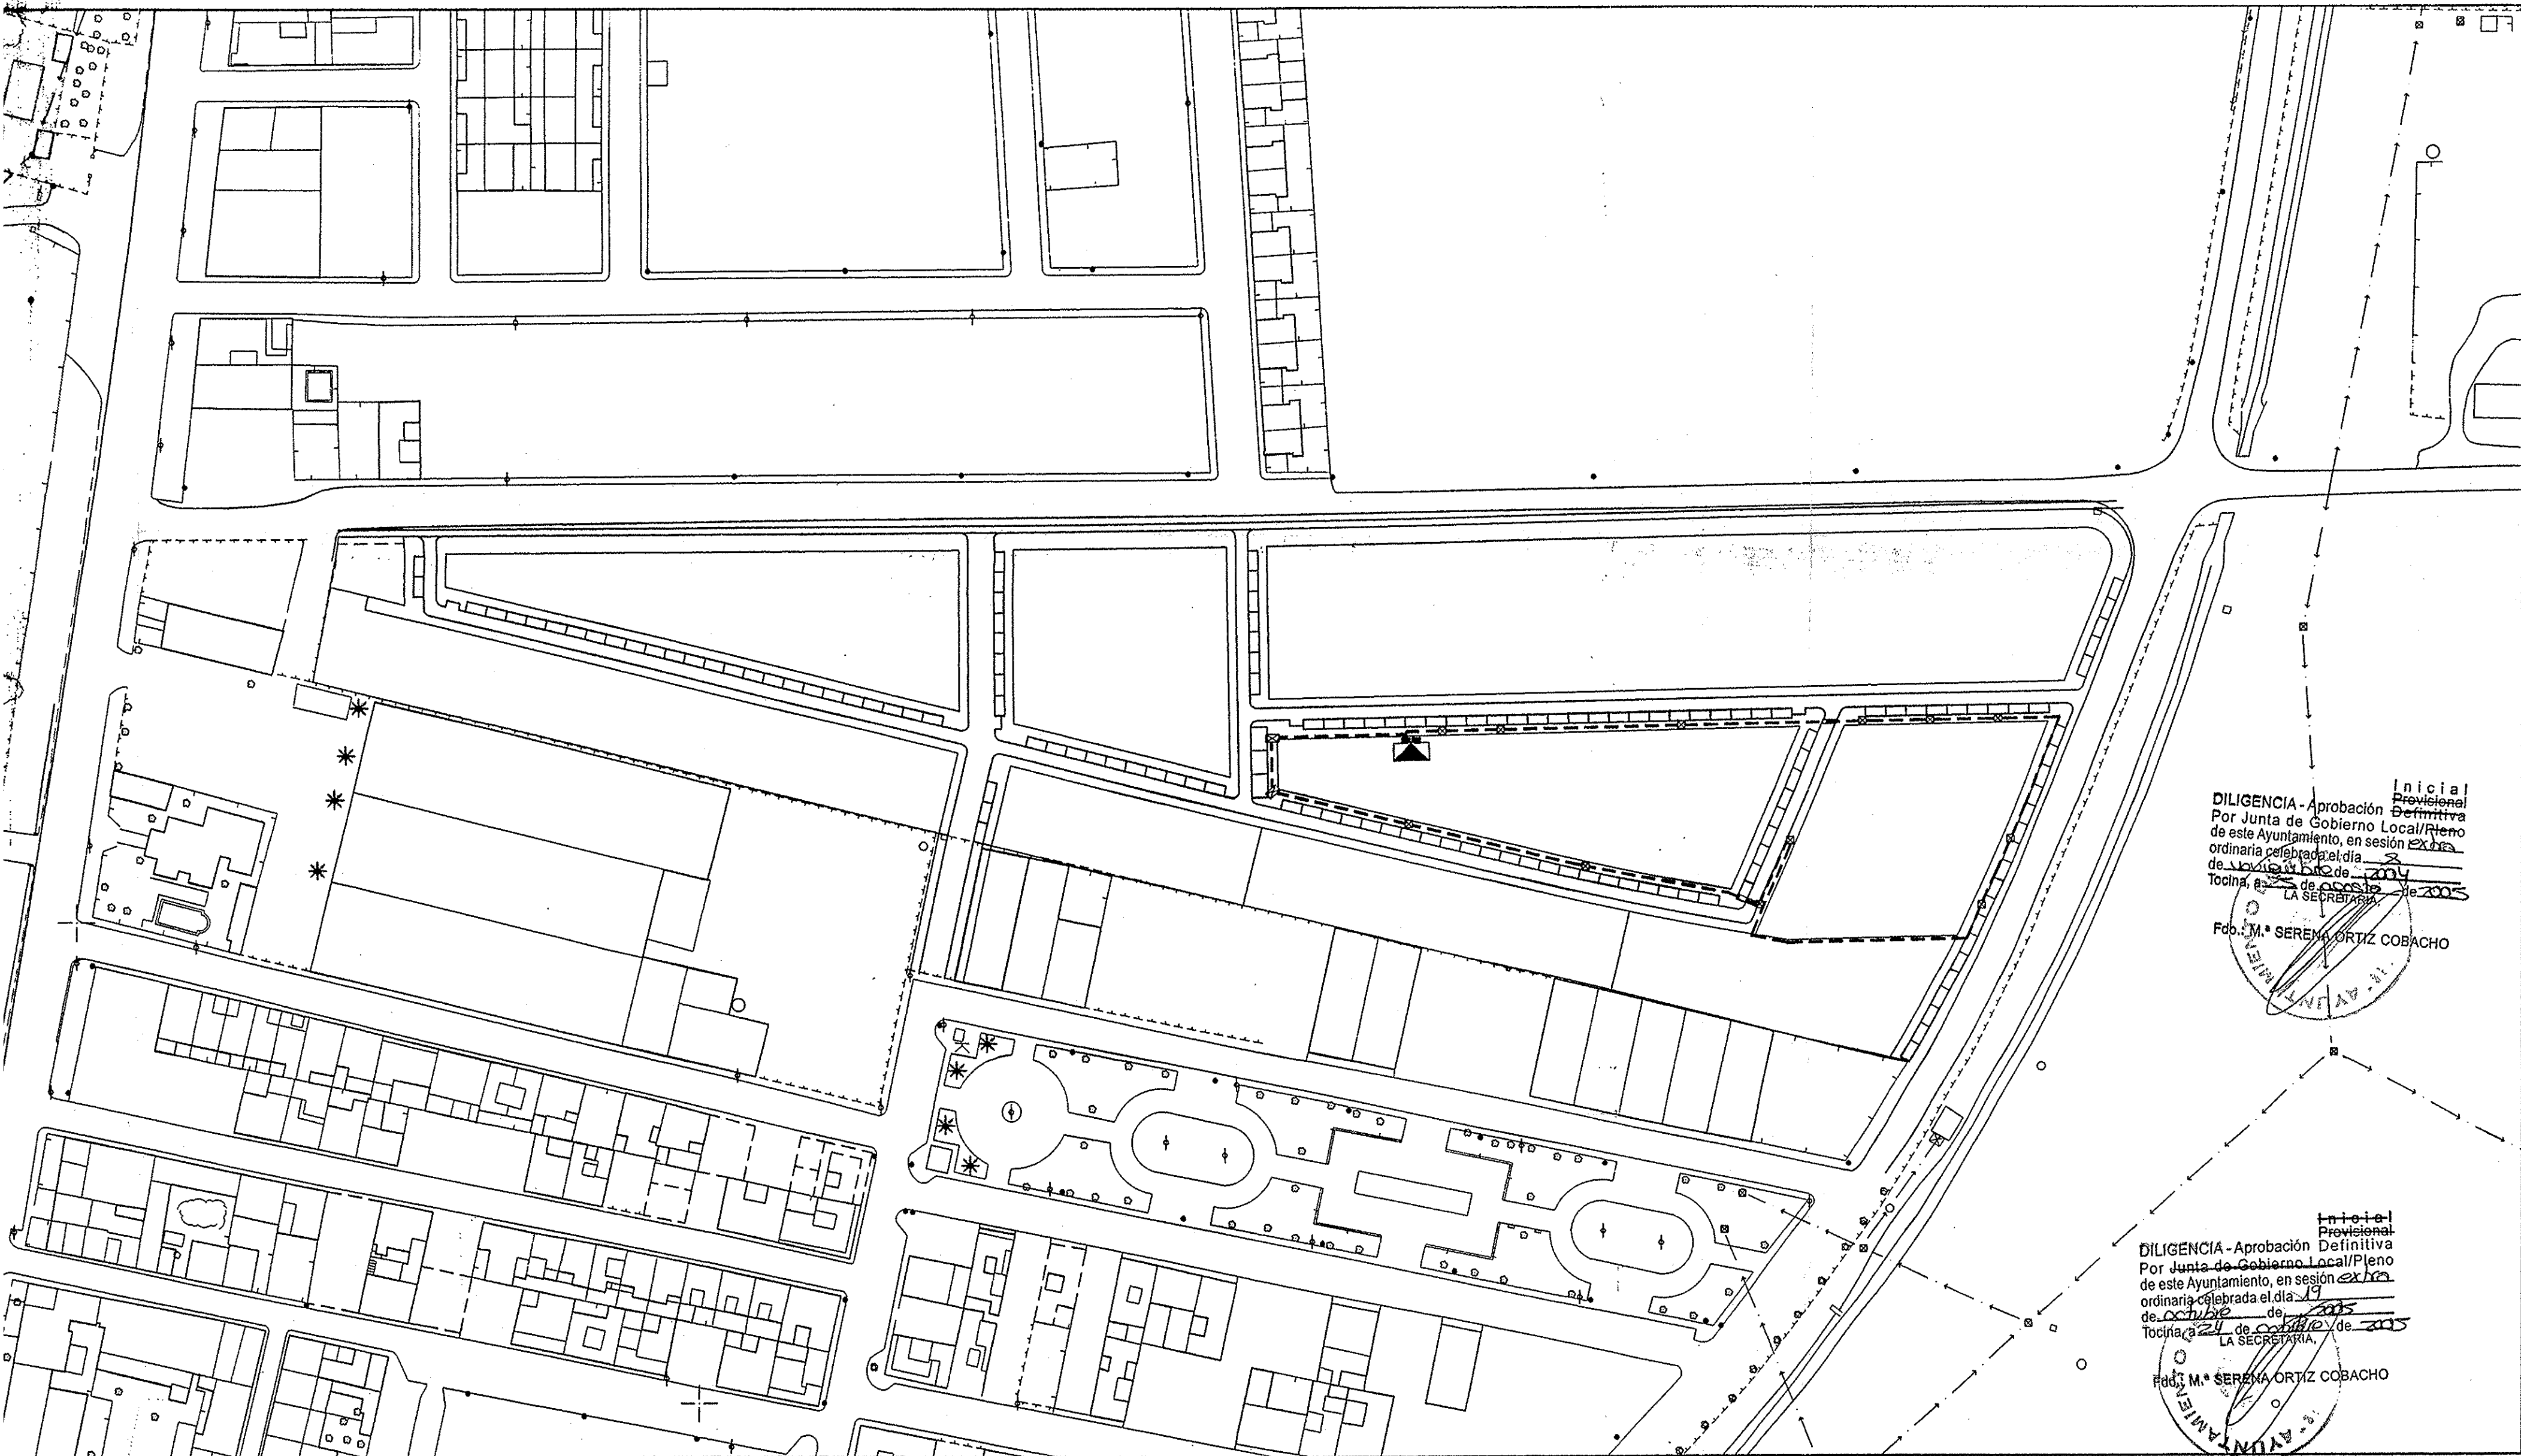 Inicial
DILIGENCIA - Aprobación Provisional
Definitiva
Por Junta de Gobierno Local/Pleno
de este Ayuntamiento, en sesión extra
ordinaria celebrada el día 8
de noviembre de 2004
Tocina, a 25 de agosto de 2005
LA SECRETARIA,
Fdo.: M.ª SERENA ORTIZ COBACHO
AYUNTAMIENTO
Inicial
Provisional
DILIGENCIA - Aprobación Definitiva
Por Junta de Gobierno Local/Pleno
de este Ayuntamiento, en sesión extra
ordinaria celebrada el día 19
de octubre de 2005
Tocina, a 24 de octubre de 2005
LA SECRETARIA,
Fdo.: M.ª SERENA ORTIZ COBACHO
AYUNTAMIENTO